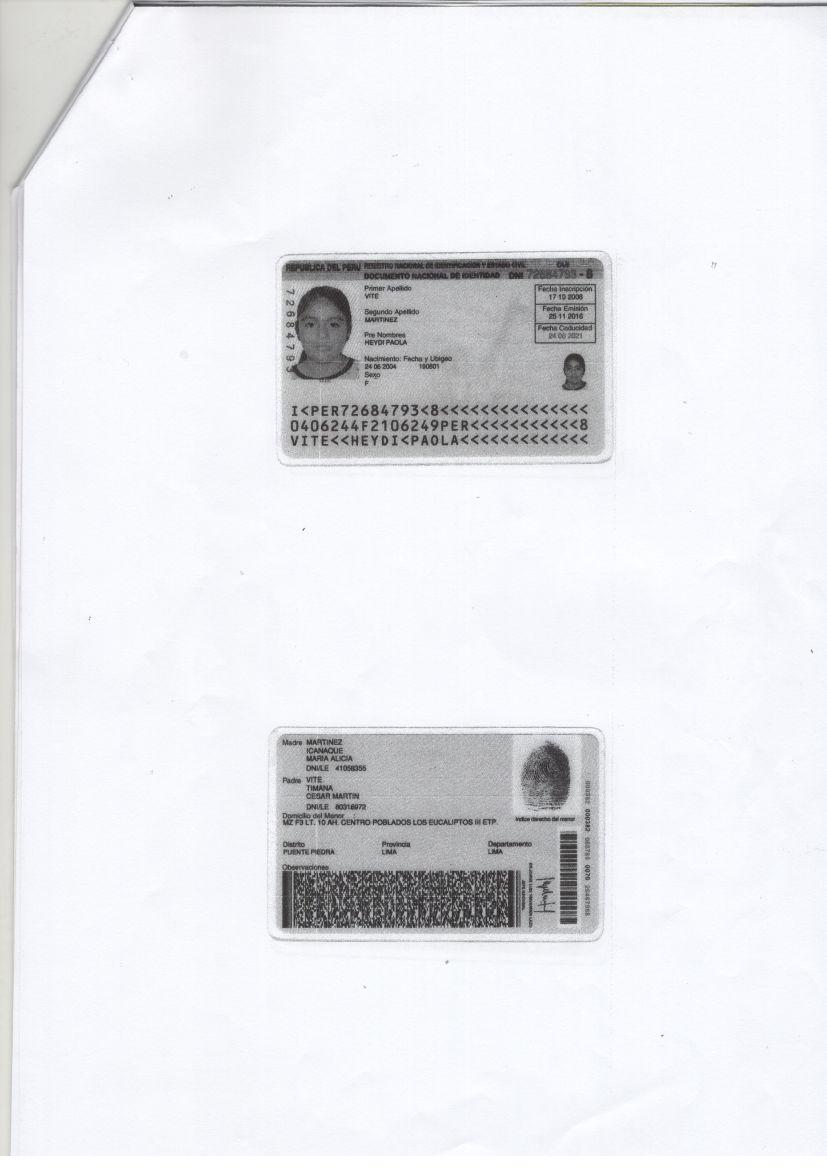 REPUBLICA DEL PERU REGISTRO NACIONAL DE IDENTIFICACION Y ESTADO CIVIL CUI
DOCUMENTO NACIONAL DE IDENTIDAD DNI 72684793 - 8
72684793
Primer Apellido
VITE
Segundo Apellido
MARTINEZ
Pre Nombres
HEYDI PAOLA
Nacimiento: Fecha y Ubigeo
24 06 2004 190601
Sexo
F
Fecha Inscripción
17 10 2008
Fecha Emisión
25 11 2016
Fecha Caducidad
24 06 2021
I<PER72684793<8<<<<<<<<<<<<<<<
0406244F2106249PER<<<<<<<<<<<8
VITE<<HEYDI<PAOLA<<<<<<<<<<<<<
Madre MARTINEZ
ICANAQUE
MARIA ALICIA
DNI/LE 41058355
Padre VITE
TIMANA
CESAR MARTIN
DNI/LE 80316972
Domicilio del Menor
MZ F3 LT. 10 AH. CENTRO POBLADOS LOS EUCALIPTOS III ETP.
Distrito Provincia Departamento
PUENTE PIEDRA LIMA LIMA
Observaciones
Indice derecho del menor